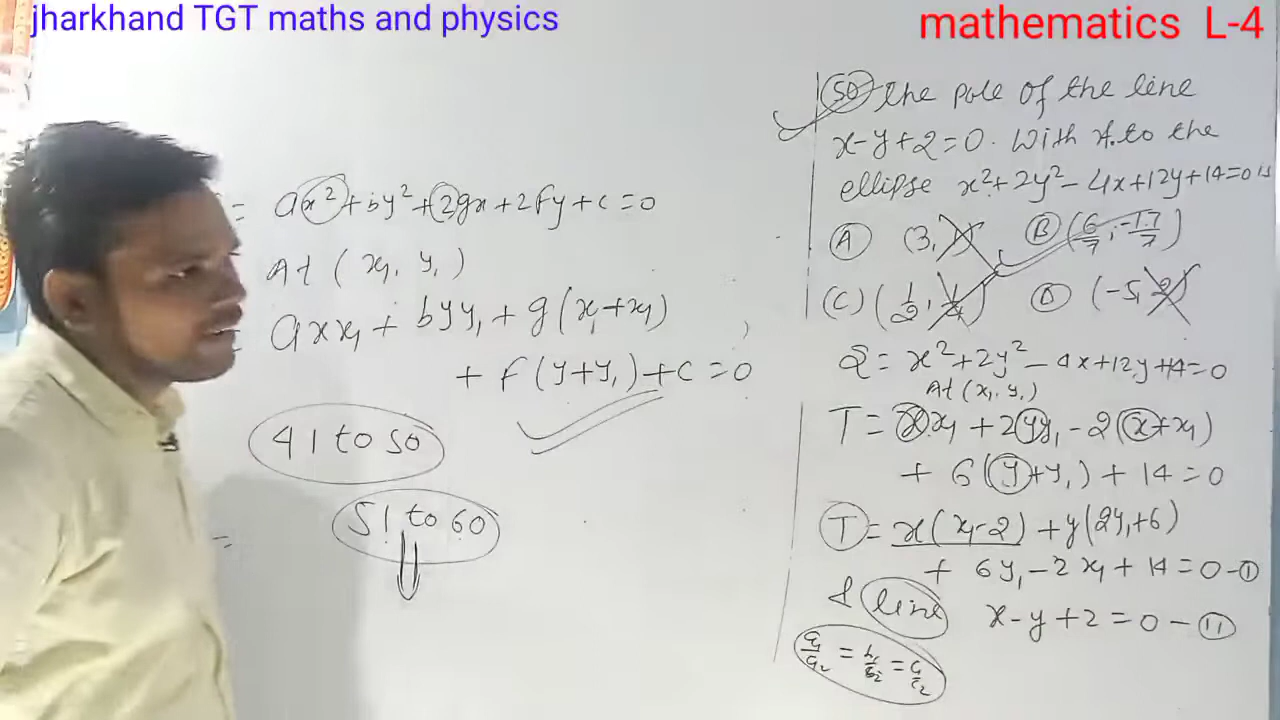 jharkhand TGT maths and physics
mathematics L-4
= ax² + by² + 2gx + 2fy + c = 0
At (x₁, y₁)
= axx₁ + byy₁ + g(x₁+x₁)
+ f(y+y₁) + c = 0
41 to 50
51 to 60
=
(50) the pole of the line
x-y+2=0. With r. to the
ellipse x²+2y²-4x+12y+14=0 is
(A) (3, (B) (6/7, -17/7)
(C) (1/2, 1/4) (D) (-5,
S = x²+2y²-4x+12y+14=0
At (x₁, y₁)
T = xx₁ + 2yy₁ - 2(x+x₁)
+ 6(y+y₁) + 14 = 0
T = x(x₁-2) + y(2y₁+6)
+ 6y₁ - 2x₁ + 14 = 0 - (1)
& line x-y+2=0 - (11)
a₁/a₂ = b₁/b₂ = c₁/c₂